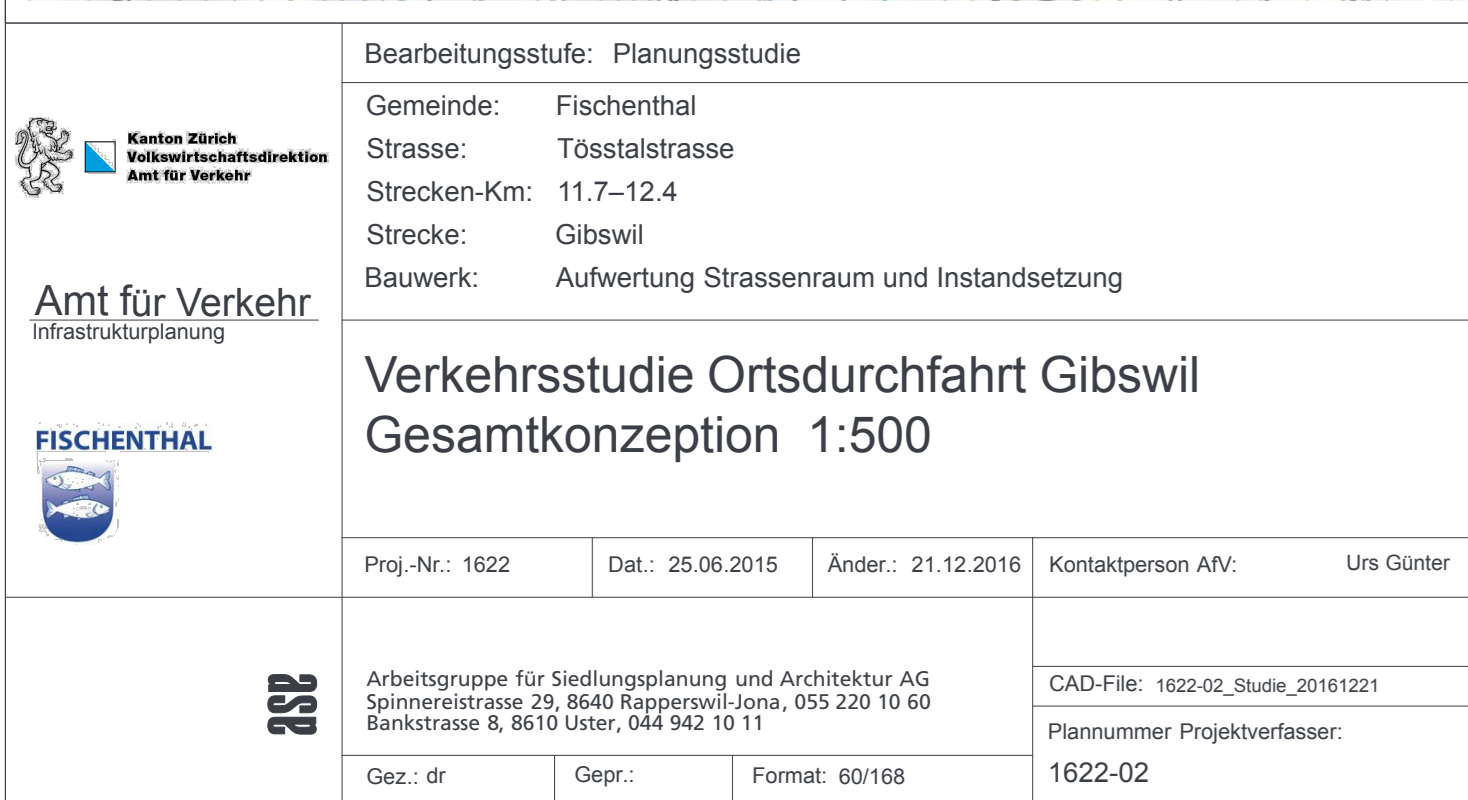 Bearbeitungsstufe: Planungsstudie
Kanton Zürich
Volkswirtschaftsdirektion
Amt für Verkehr
Gemeinde: Fischenthal
Strasse: Tösstalstrasse
Strecken-Km: 11.7–12.4
Strecke: Gibswil
Bauwerk: Aufwertung Strassenraum und Instandsetzung
Amt für Verkehr
Infrastrukturplanung
Verkehrsstudie Ortsdurchfahrt Gibswil
Gesamtkonzeption 1:500
FISCHENTHAL
Proj.-Nr.: 1622 Dat.: 25.06.2015 Änder.: 21.12.2016 Kontaktperson AfV: Urs Günter
asa
Arbeitsgruppe für Siedlungsplanung und Architektur AG
Spinnereistrasse 29, 8640 Rapperswil-Jona, 055 220 10 60
Bankstrasse 8, 8610 Uster, 044 942 10 11
CAD-File: 1622-02_Studie_20161221
Plannummer Projektverfasser:
1622-02
Gez.: dr Gepr.: Format: 60/168